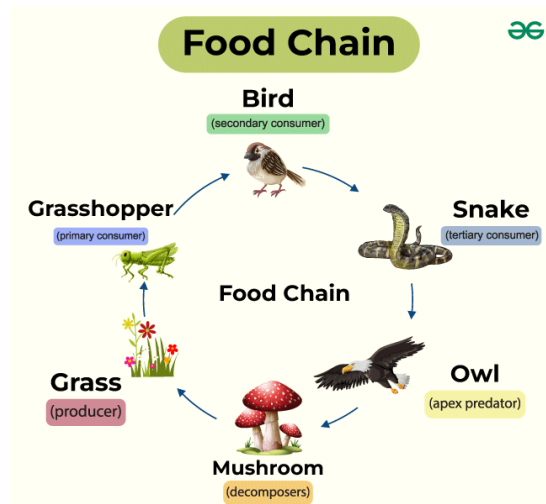 Food Chain
Bird
(secondary consumer)
Grasshopper
(primary consumer)
Snake
(tertiary consumer)
Food Chain
Grass
(producer)
Owl
(apex predator)
Mushroom
(decomposers)